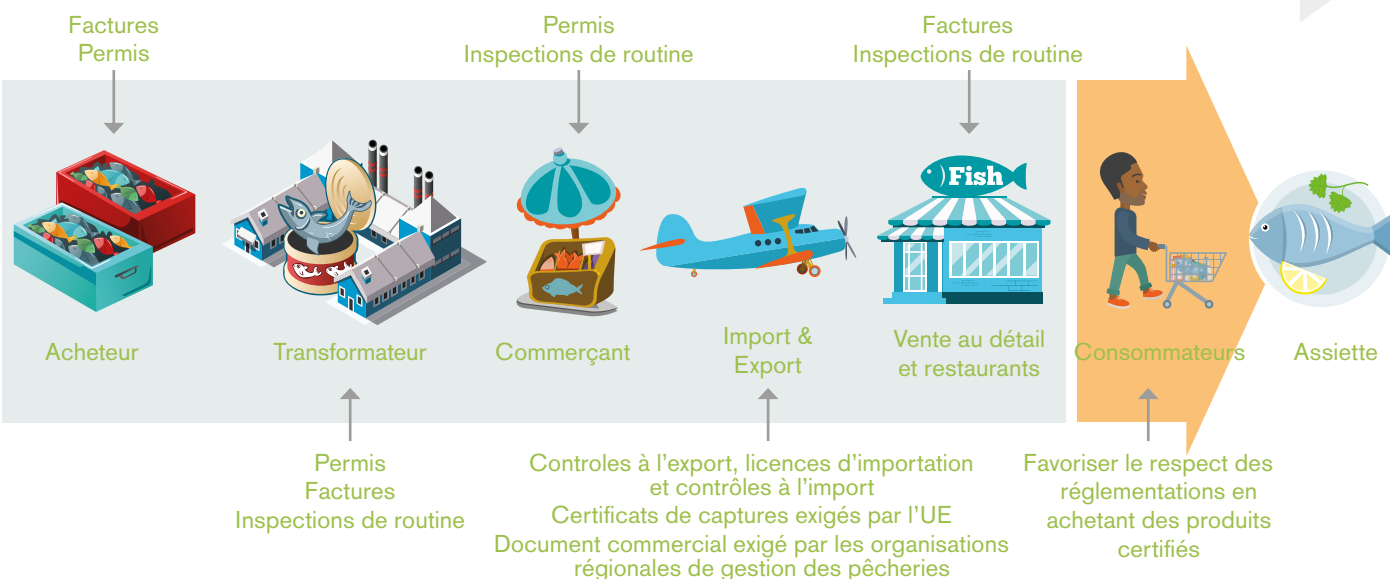 Factures
Permis
Permis
Inspections de routine
Factures
Inspections de routine
Fish
Acheteur
Transformateur
Commerçant
Import &
Export
Vente au détail
et restaurants
Consommateurs
Assiette
Permis
Factures
Inspections de routine
Controles à l'export, licences d'importation
et contrôles à l'import
Certificats de captures exigés par l'UE
Document commercial exigé par les organisations
régionales de gestion des pêcheries
Favoriser le respect des
réglementations en
achetant des produits
certifiés